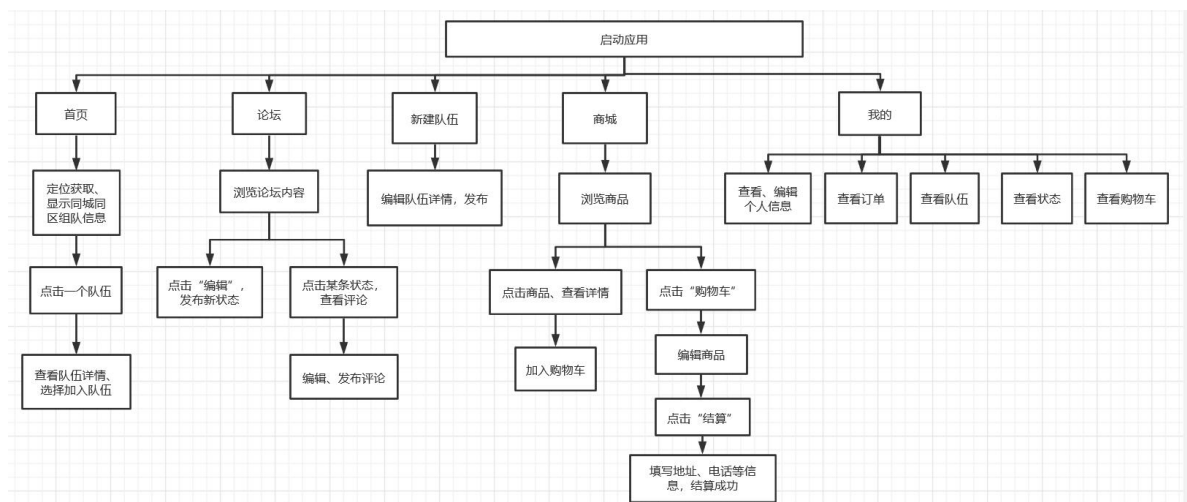 启动应用
首页
论坛
新建队伍
商城
我的
定位获取、
显示同城同
区组队信息
浏览论坛内容
编辑队伍详情，发布
浏览商品
查看、编辑
个人信息
查看订单
查看队伍
查看状态
查看购物车
点击一个队伍
点击“编辑”，
发布新状态
点击某条状态，
查看评论
点击商品、查看详情
点击“购物车”
查看队伍详情、
选择加入队伍
编辑、发布评论
加入购物车
编辑商品
点击“结算”
填写地址、电话等信
息，结算成功